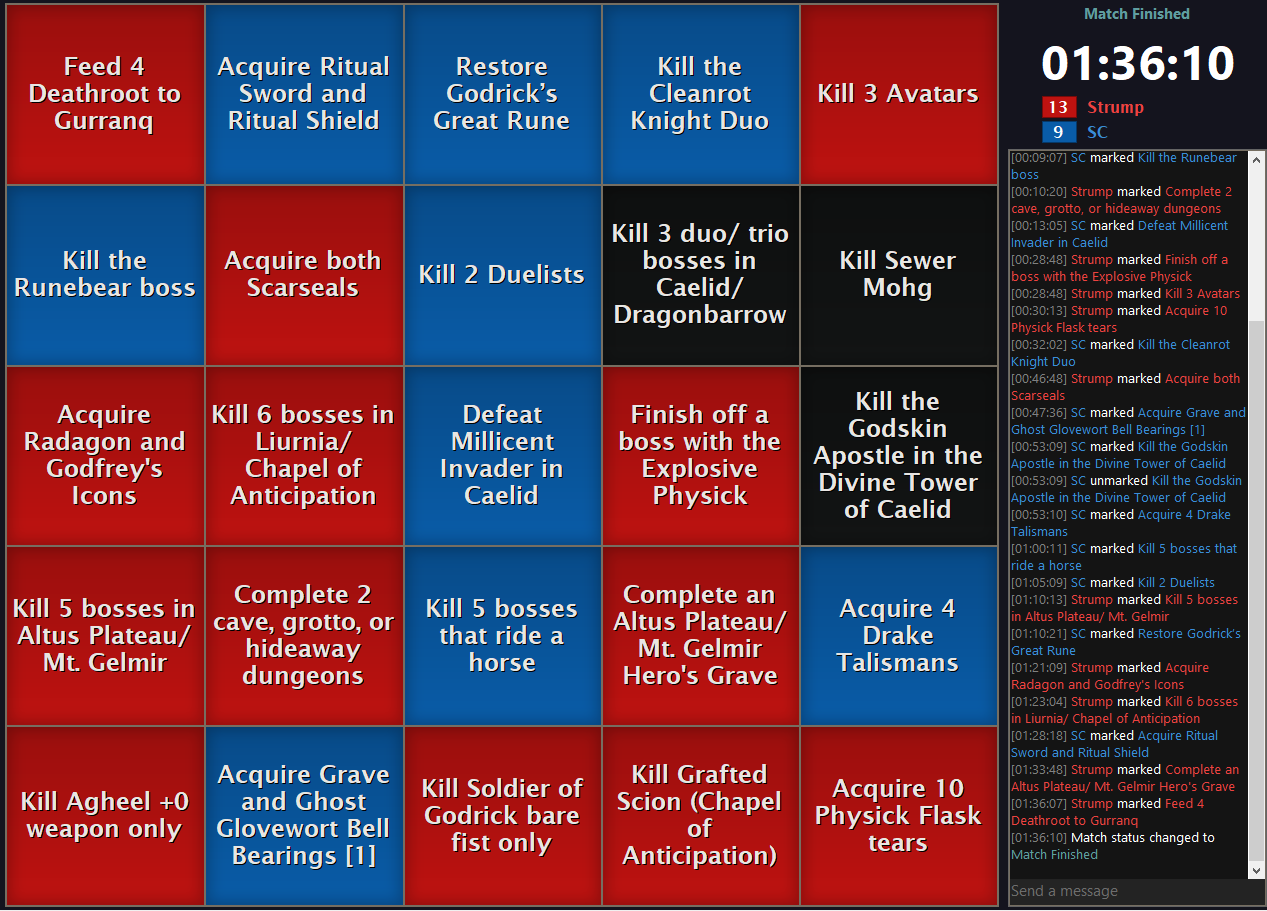 Feed 4
Deathroot to
Gurranq
Acquire Ritual
Sword and
Ritual Shield
Restore
Godrick’s
Great Rune
Kill the
Cleanrot
Knight Duo
Kill 3 Avatars
Kill the
Runebear boss
Acquire both
Scarseals
Kill 2 Duelists
Kill 3 duo/ trio
bosses in
Caelid/
Dragonbarrow
Kill Sewer
Mohg
Acquire
Radagon and
Godfrey's
Icons
Kill 6 bosses in
Liurnia/
Chapel of
Anticipation
Defeat
Millicent
Invader in
Caelid
Finish off a
boss with the
Explosive
Physick
Kill the
Godskin
Apostle in the
Divine Tower
of Caelid
Kill 5 bosses in
Altus Plateau/
Mt. Gelmir
Complete 2
cave, grotto, or
hideaway
dungeons
Kill 5 bosses
that ride a
horse
Complete an
Altus Plateau/
Mt. Gelmir
Hero's Grave
Acquire 4
Drake
Talismans
Kill Agheel +0
weapon only
Acquire Grave
and Ghost
Glovewort Bell
Bearings [1]
Kill Soldier of
Godrick bare
fist only
Kill Grafted
Scion (Chapel
of
Anticipation)
Acquire 10
Physick Flask
tears
Match Finished
01:36:10
13 Strump
9 SC
[00:09:07] SC marked Kill the Runebear
boss
[00:10:20] Strump marked Complete 2
cave, grotto, or hideaway dungeons
[00:13:05] SC marked Defeat Millicent
Invader in Caelid
[00:28:48] Strump marked Finish off a
boss with the Explosive Physick
[00:28:48] Strump marked Kill 3 Avatars
[00:30:13] Strump marked Acquire 10
Physick Flask tears
[00:32:02] SC marked Kill the Cleanrot
Knight Duo
[00:46:48] Strump marked Acquire both
Scarseals
[00:47:36] SC marked Acquire Grave and
Ghost Glovewort Bell Bearings [1]
[00:53:09] SC marked Kill the Godskin
Apostle in the Divine Tower of Caelid
[00:53:09] SC unmarked Kill the Godskin
Apostle in the Divine Tower of Caelid
[00:53:10] SC marked Acquire 4 Drake
Talismans
[01:00:11] SC marked Kill 5 bosses that
ride a horse
[01:05:09] SC marked Kill 2 Duelists
[01:10:13] Strump marked Kill 5 bosses
in Altus Plateau/ Mt. Gelmir
[01:10:21] SC marked Restore Godrick's
Great Rune
[01:21:09] Strump marked Acquire
Radagon and Godfrey's Icons
[01:23:04] Strump marked Kill 6 bosses
in Liurnia/ Chapel of Anticipation
[01:28:18] SC marked Acquire Ritual
Sword and Ritual Shield
[01:33:48] Strump marked Complete an
Altus Plateau/ Mt. Gelmir Hero's Grave
[01:36:07] Strump marked Feed 4
Deathroot to Gurranq
[01:36:10] Match status changed to
Match Finished
Send a message